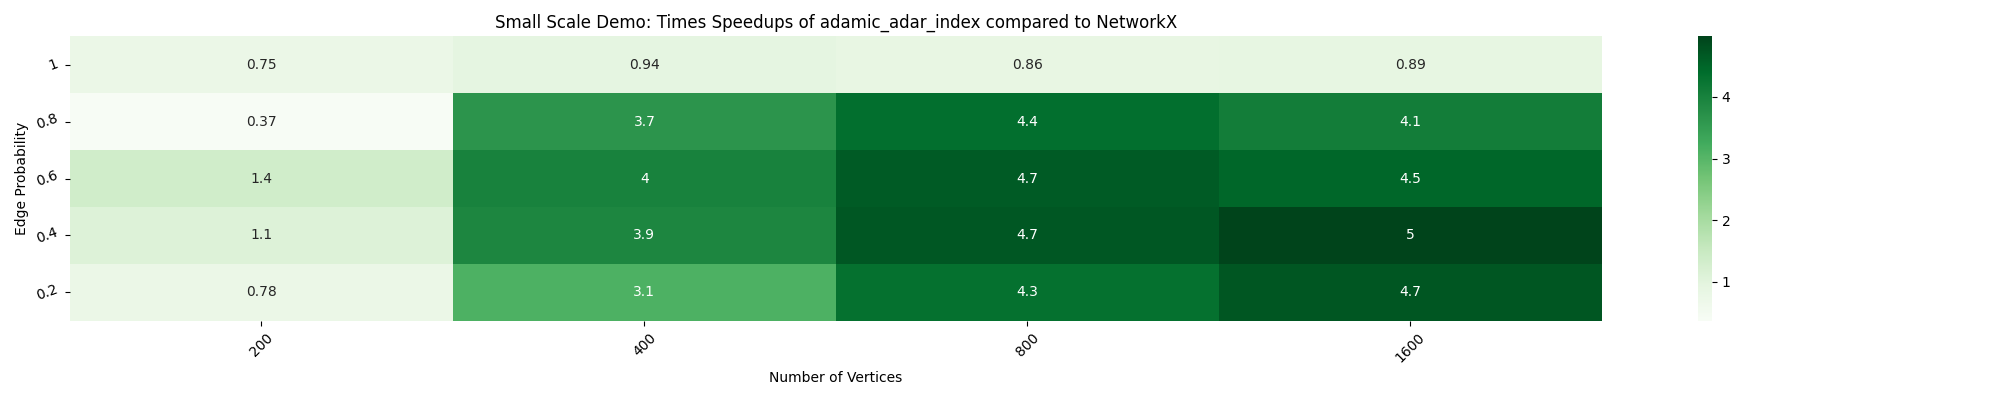 Small Scale Demo: Times Speedups of adamic_adar_index compared to NetworkX
Edge Probability
1 0.75 0.94 0.86 0.89
0.8 0.37 3.7 4.4 4.1
0.6 1.4 4 4.7 4.5
0.4 1.1 3.9 4.7 5
0.2 0.78 3.1 4.3 4.7
200 400 800 1600
Number of Vertices
4
3
2
1